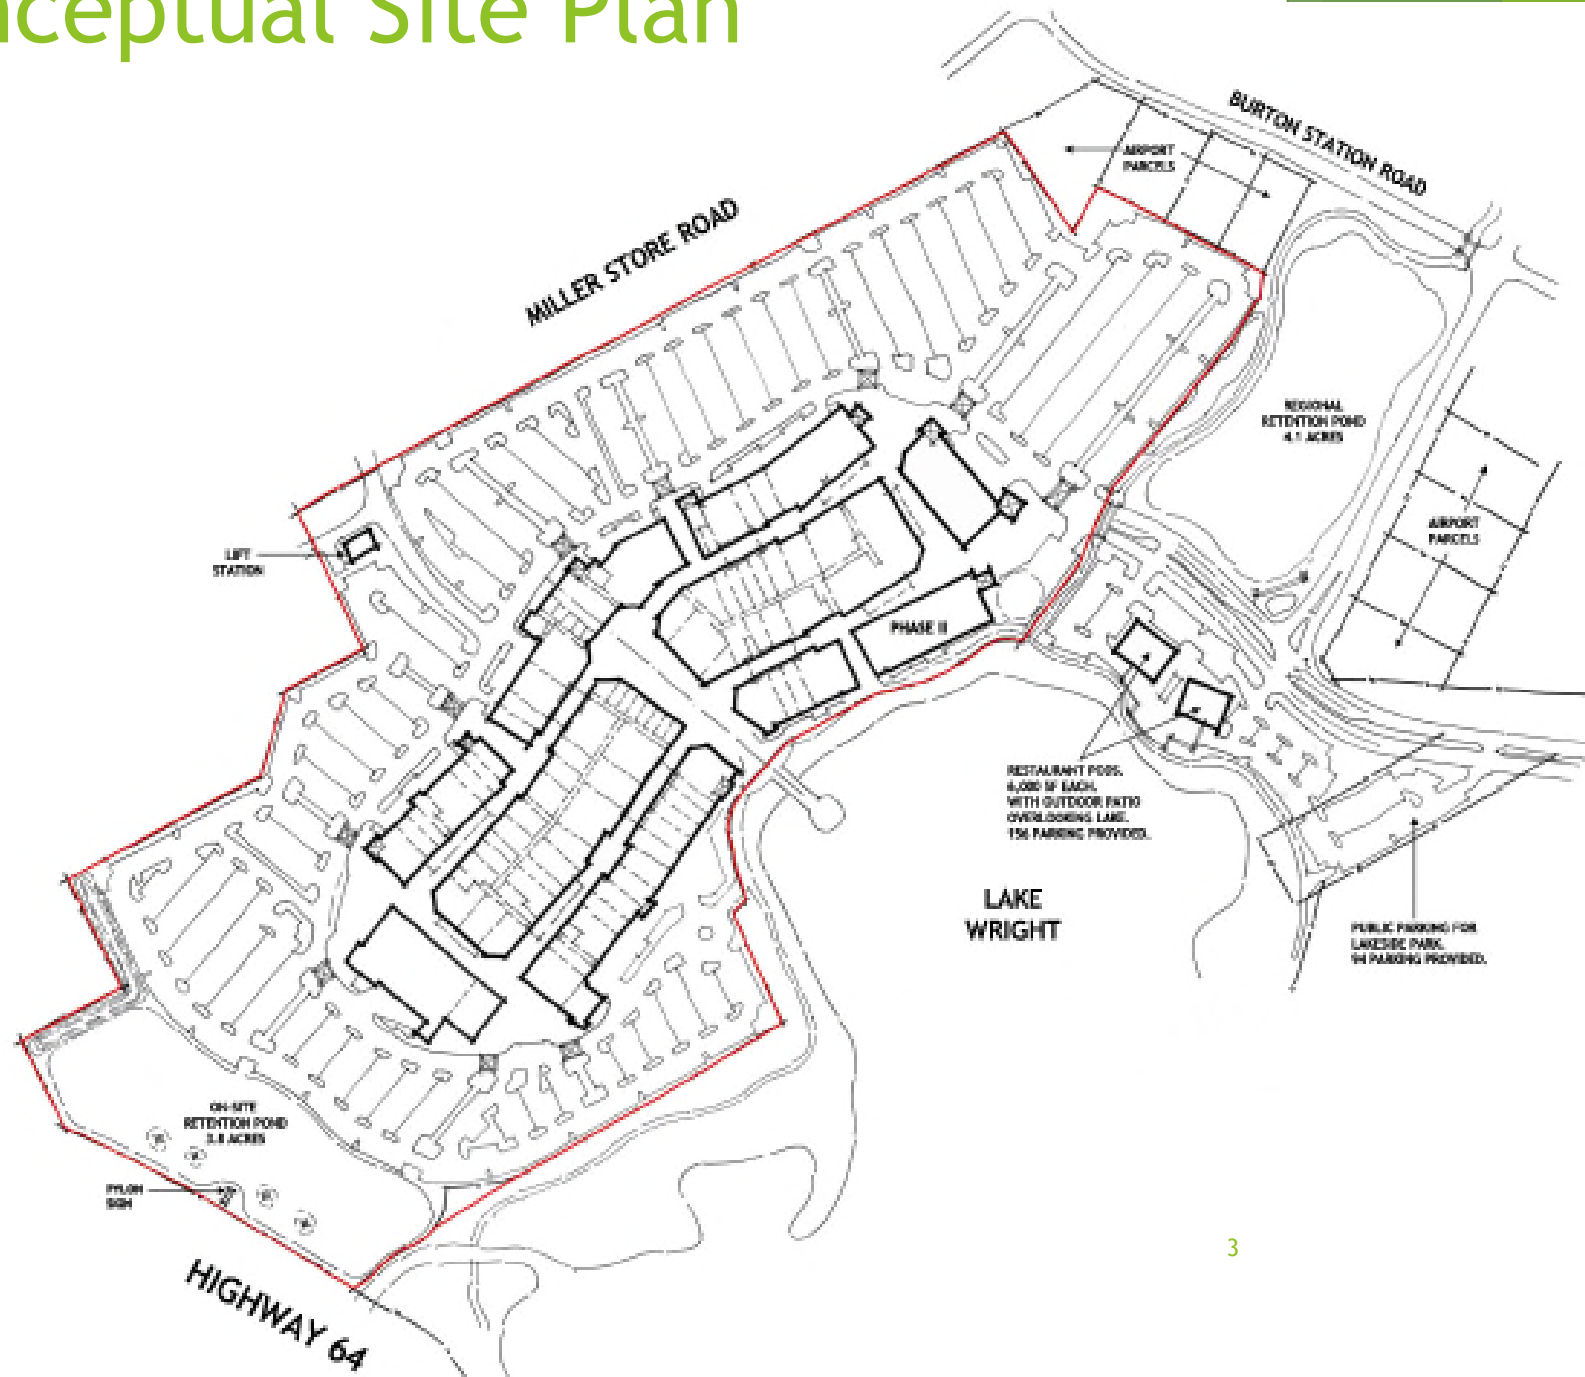 nceptual Site Plan
BURTON STATION ROAD
AIRPORT
PARCELS
MILLER STORE ROAD
REGIONAL
RETENTION POND
4.1 ACRES
AIRPORT
PARCELS
LIFT
STATION
PHASE II
RESTAURANT PODS.
6,000 SF EACH.
WITH OUTDOOR PATIO
OVERLOOKING LAKE.
156 PARKING PROVIDED.
LAKE
WRIGHT
PUBLIC PARKING FOR
LAKESIDE PARK.
94 PARKING PROVIDED.
ON-SITE
RETENTION POND
3.8 ACRES
PYLON
SIGN
HIGHWAY 64
3